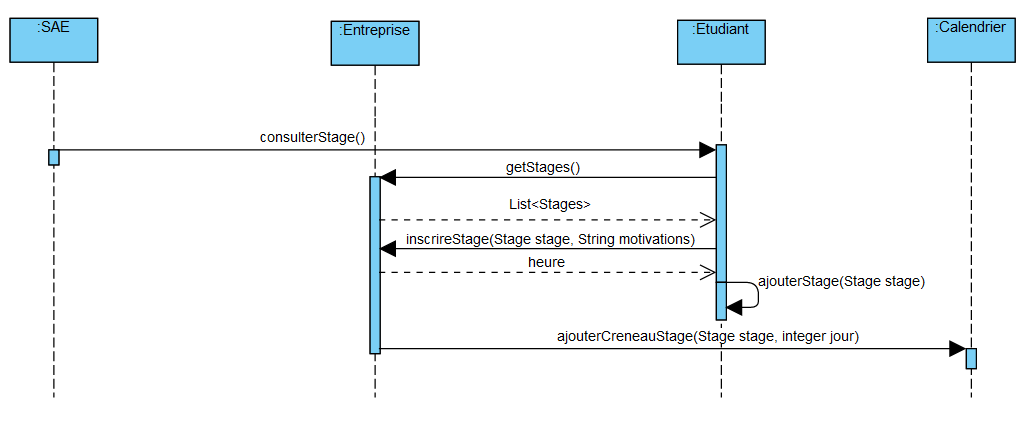 :SAE
:Entreprise
:Etudiant
:Calendrier
consulterStage()
getStages()
List<Stages>
inscrireStage(Stage stage, String motivations)
heure
ajouterStage(Stage stage)
ajouterCreneauStage(Stage stage, integer jour)